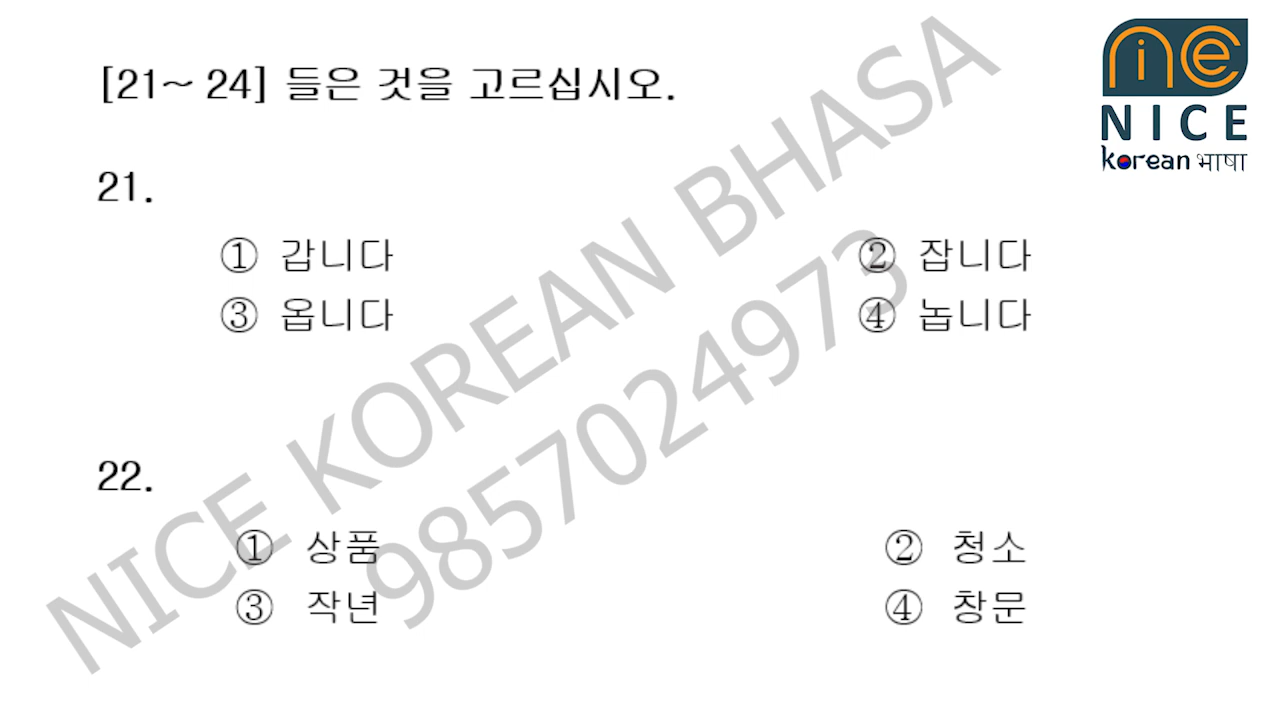 [21~ 24] 들은 것을 고르십시오.
21.
① 갑니다 ② 잡니다
③ 옵니다 ④ 놉니다
22.
① 상품 ② 청소
③ 작년 ④ 창문
NICE KOREAN BHASA
9857024973
ne
NICE
korean भाषा